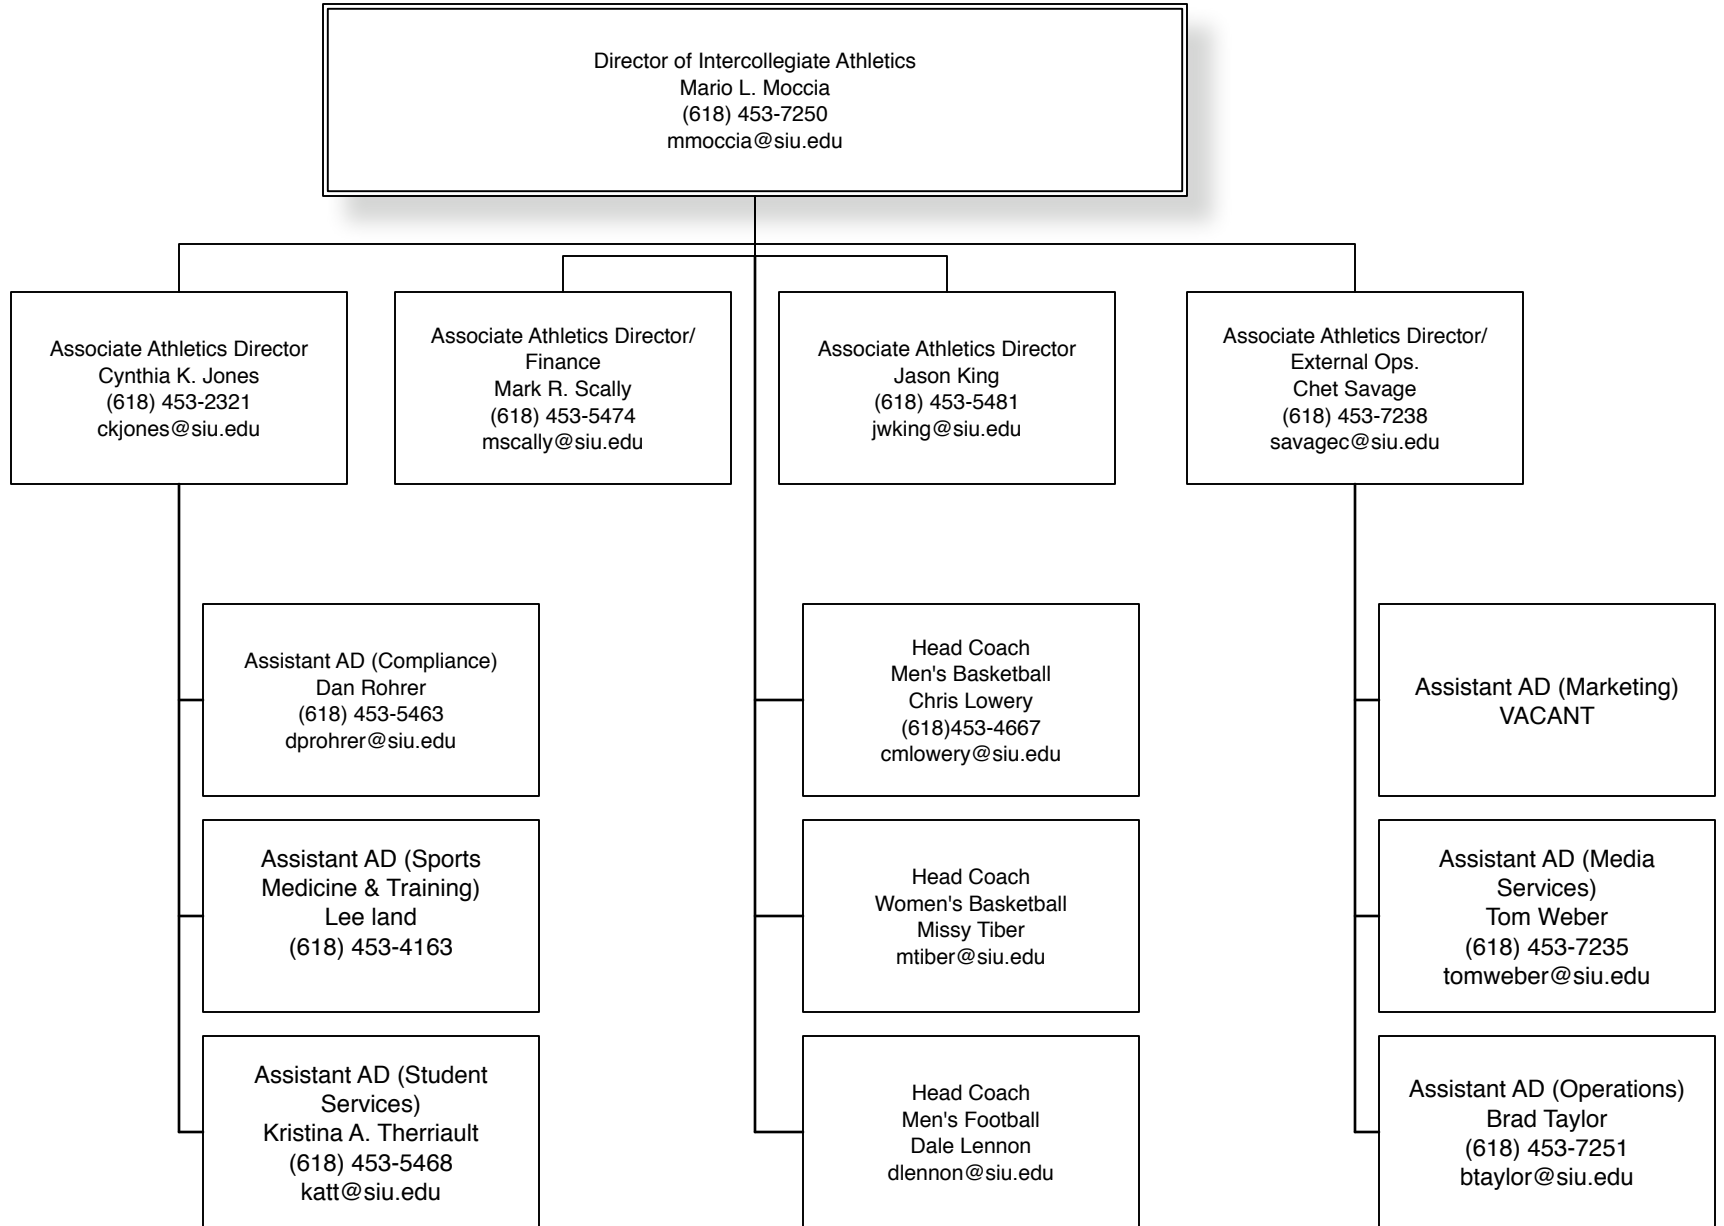 Director of Intercollegiate Athletics
Mario L. Moccia
(618) 453-7250
mmoccia@siu.edu
Associate Athletics Director
Cynthia K. Jones
(618) 453-2321
ckjones@siu.edu
Associate Athletics Director/
Finance
Mark R. Scally
(618) 453-5474
mscally@siu.edu
Associate Athletics Director
Jason King
(618) 453-5481
jwking@siu.edu
Associate Athletics Director/
External Ops.
Chet Savage
(618) 453-7238
savagec@siu.edu
Assistant AD (Compliance)
Dan Rohrer
(618) 453-5463
dprohrer@siu.edu
Head Coach
Men's Basketball
Chris Lowery
(618)453-4667
cmlowery@siu.edu
Assistant AD (Marketing)
VACANT
Assistant AD (Sports
Medicine & Training)
Lee land
(618) 453-4163
Head Coach
Women's Basketball
Missy Tiber
mtiber@siu.edu
Assistant AD (Media
Services)
Tom Weber
(618) 453-7235
tomweber@siu.edu
Assistant AD (Student
Services)
Kristina A. Therriault
(618) 453-5468
katt@siu.edu
Head Coach
Men's Football
Dale Lennon
dlennon@siu.edu
Assistant AD (Operations)
Brad Taylor
(618) 453-7251
btaylor@siu.edu